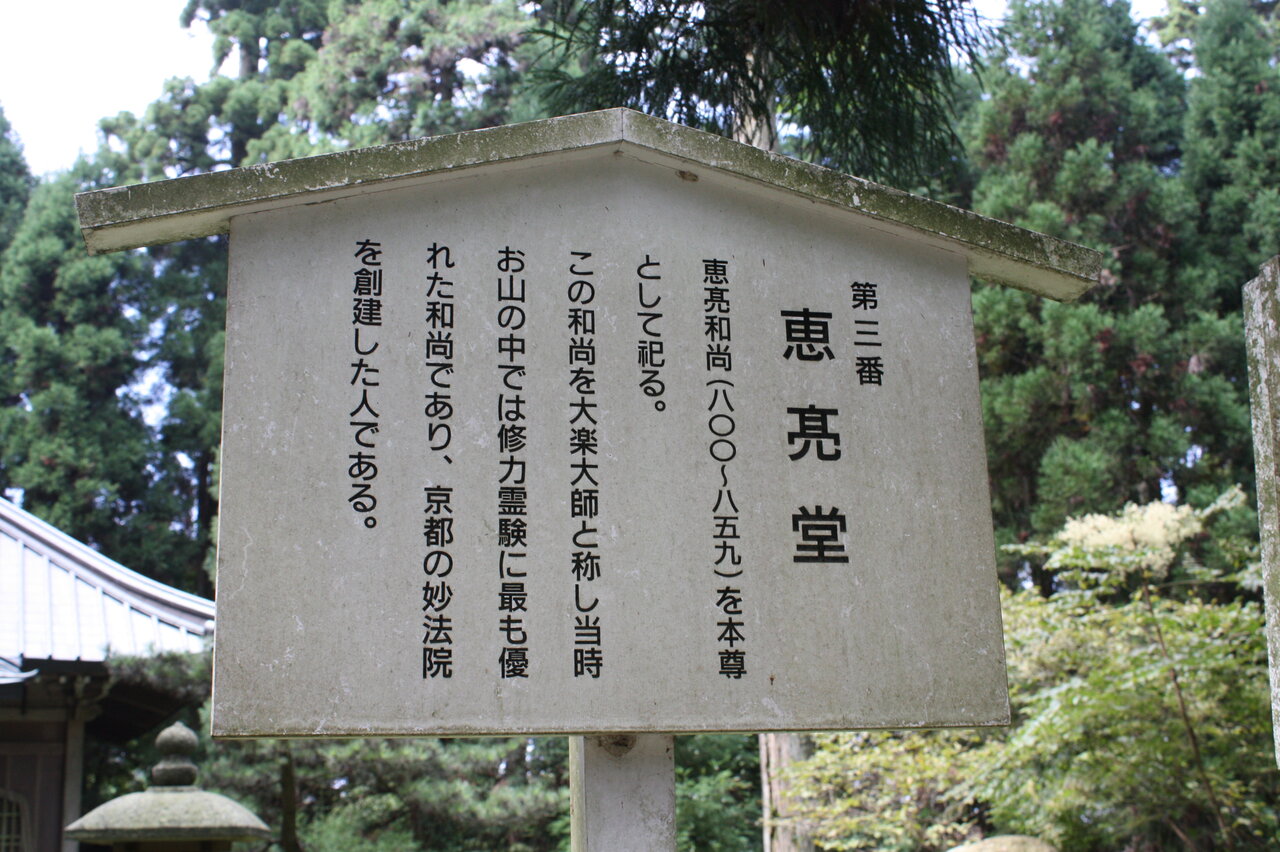 第三番
恵亮堂
恵亮和尚(八〇〇~八五九)を本尊
として祀る。
この和尚を大楽大師と称し当時
お山の中では修力霊験に最も優
れた和尚であり、京都の妙法院
を創建した人である。